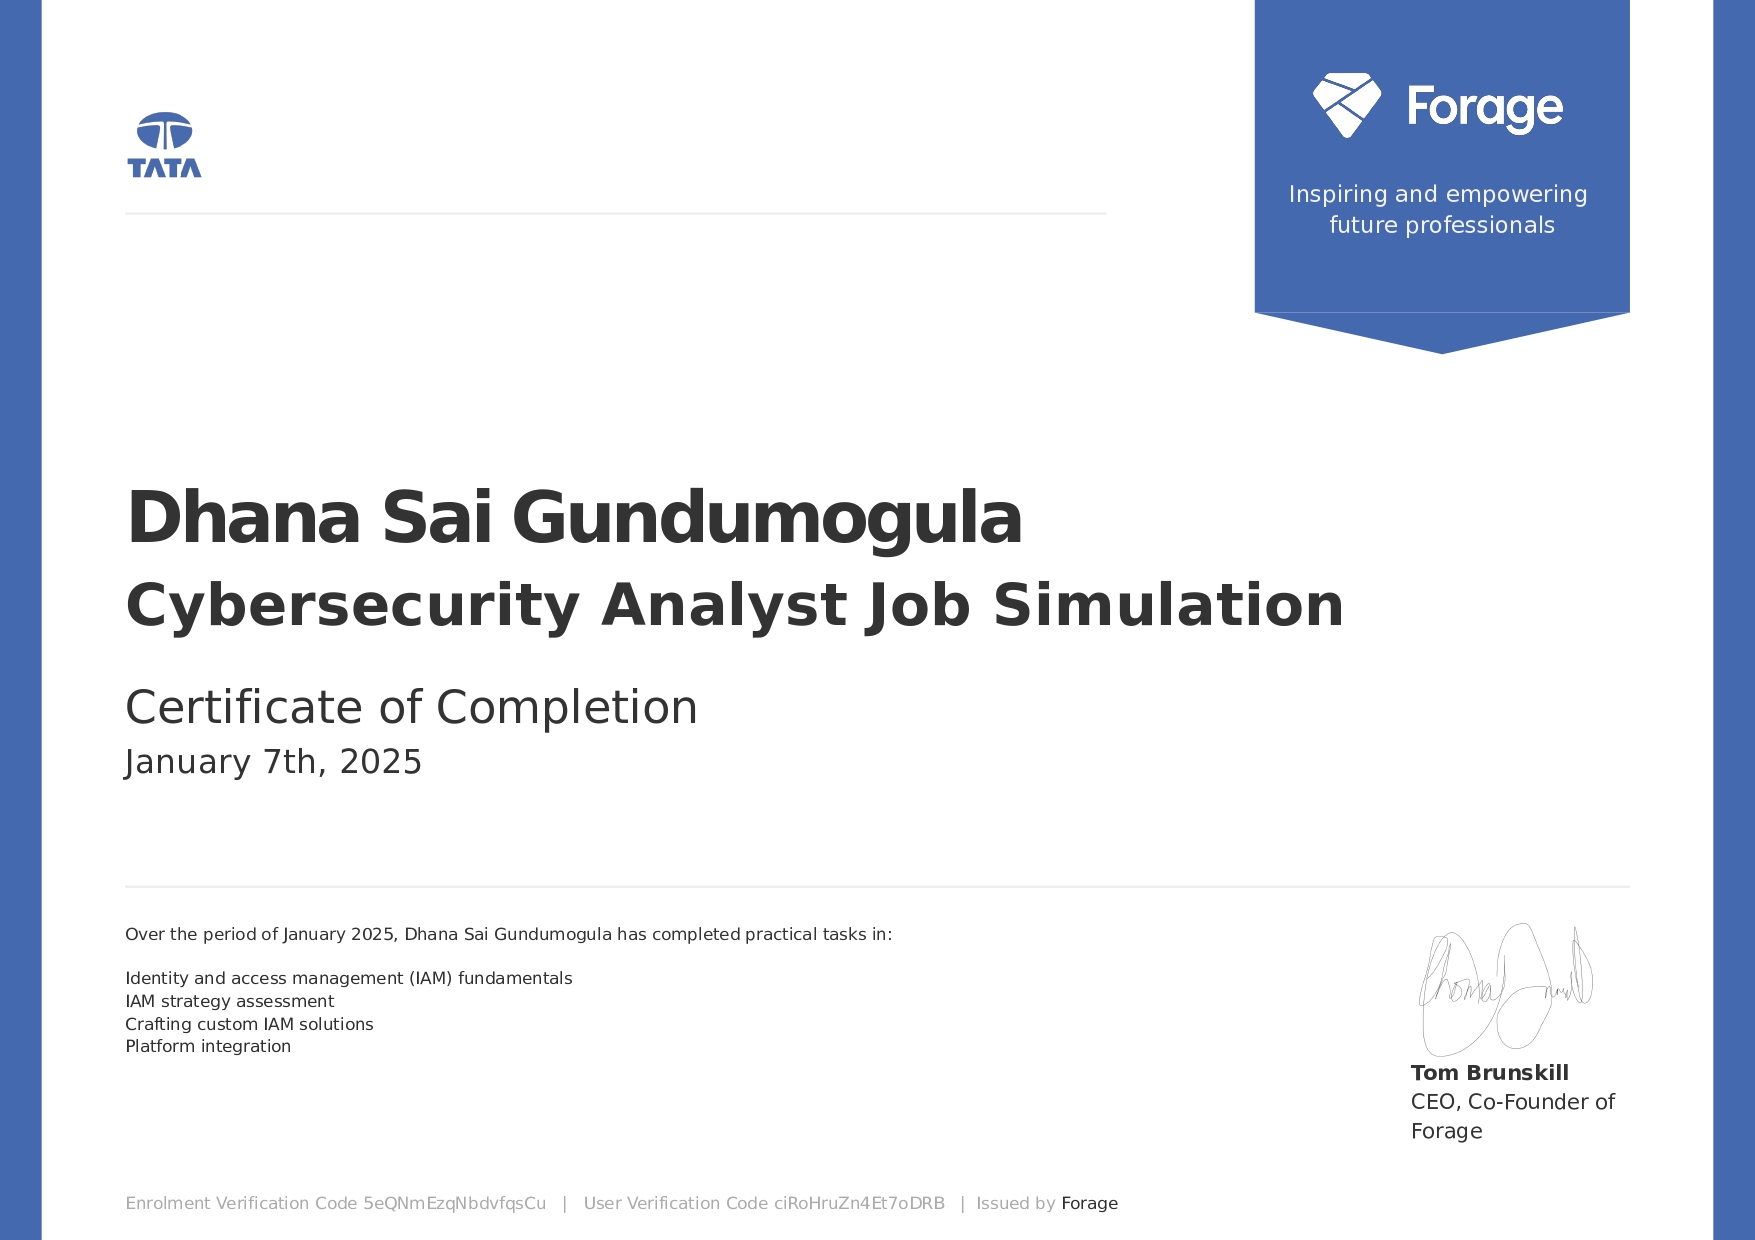 TATA
Forage
Inspiring and empowering
future professionals
Dhana Sai Gundumogula
Cybersecurity Analyst Job Simulation
Certificate of Completion
January 7th, 2025
Over the period of January 2025, Dhana Sai Gundumogula has completed practical tasks in:
Identity and access management (IAM) fundamentals
IAM strategy assessment
Crafting custom IAM solutions
Platform integration
Tom Brunskill
CEO, Co-Founder of
Forage
Enrolment Verification Code 5eQNmEzqNbdvfqsCu | User Verification Code ciRoHruZn4Et7oDRB | Issued by Forage